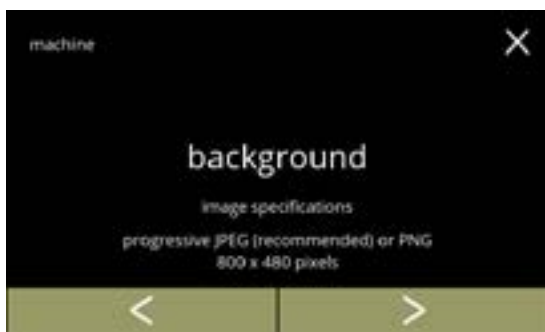 machine
background
image specifications
progressive JPEG (recommended) or PNG
800 x 480 pixels